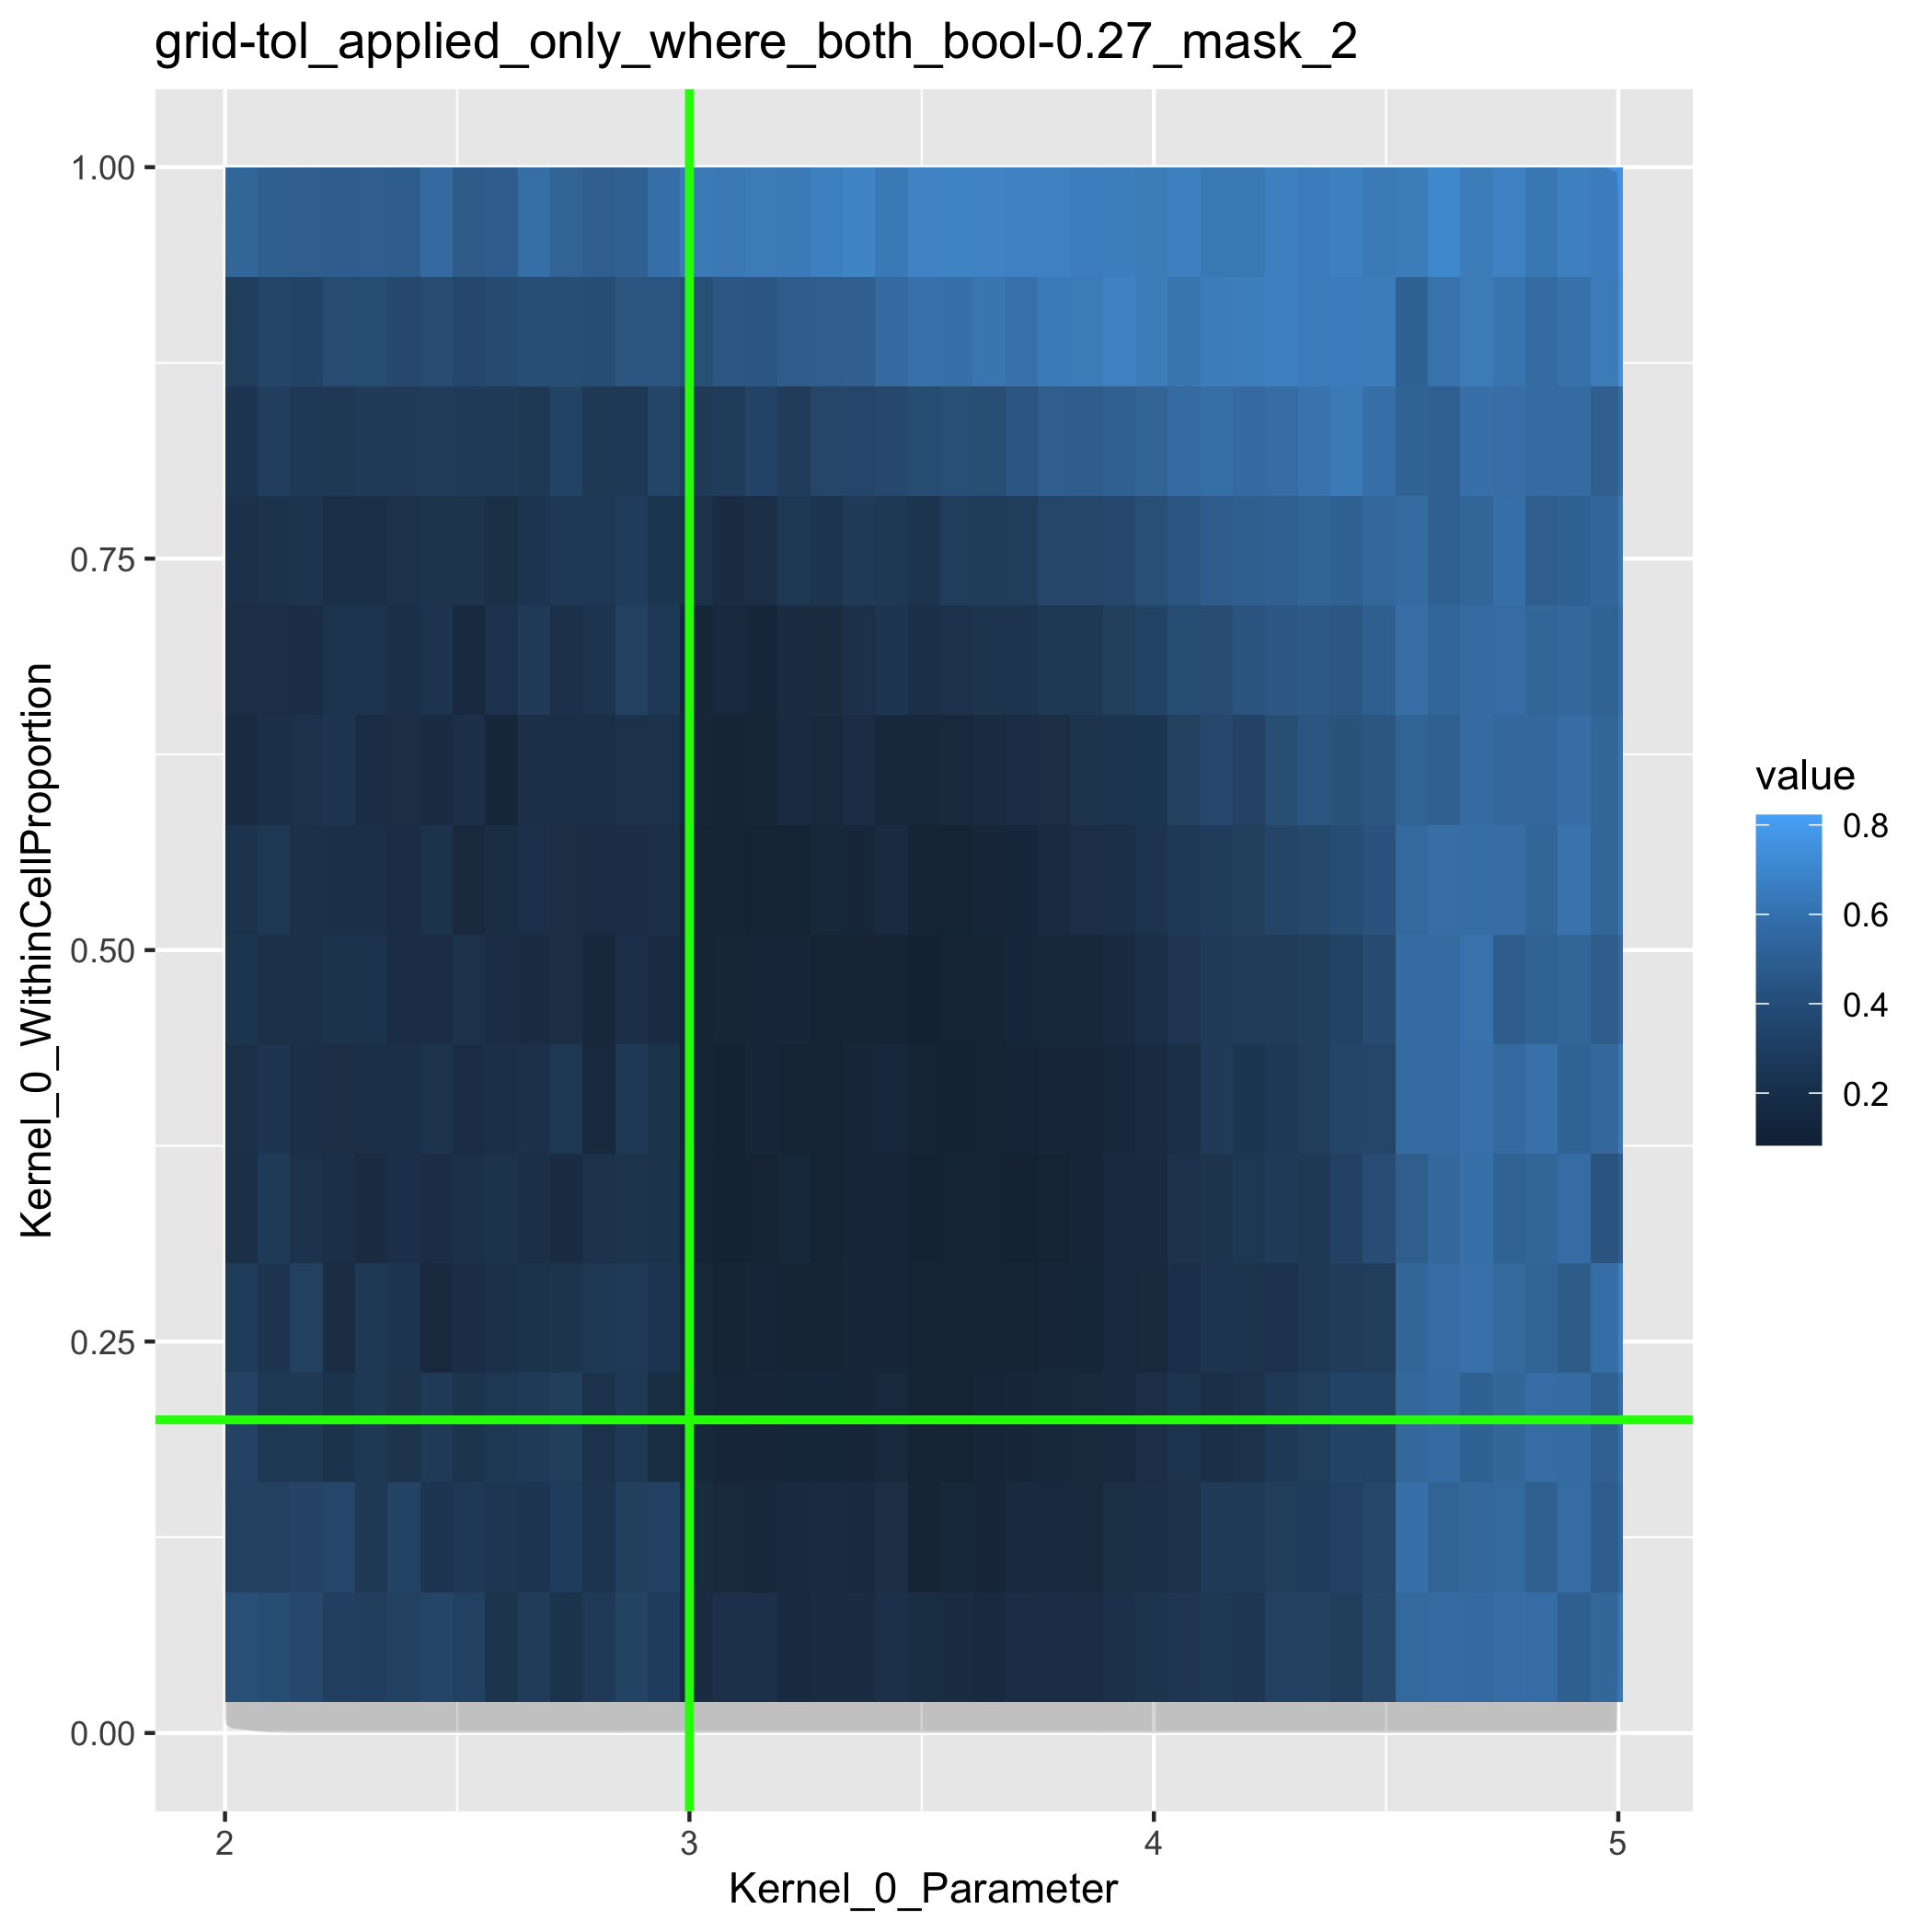 grid-tol_applied_only_where_both_bool-0.27_mask_2
1.00
0.75
0.50
0.25
0.00
Kernel_0_WithinCellProportion
2 3 4 5
Kernel_0_Parameter
value
0.8
0.6
0.4
0.2